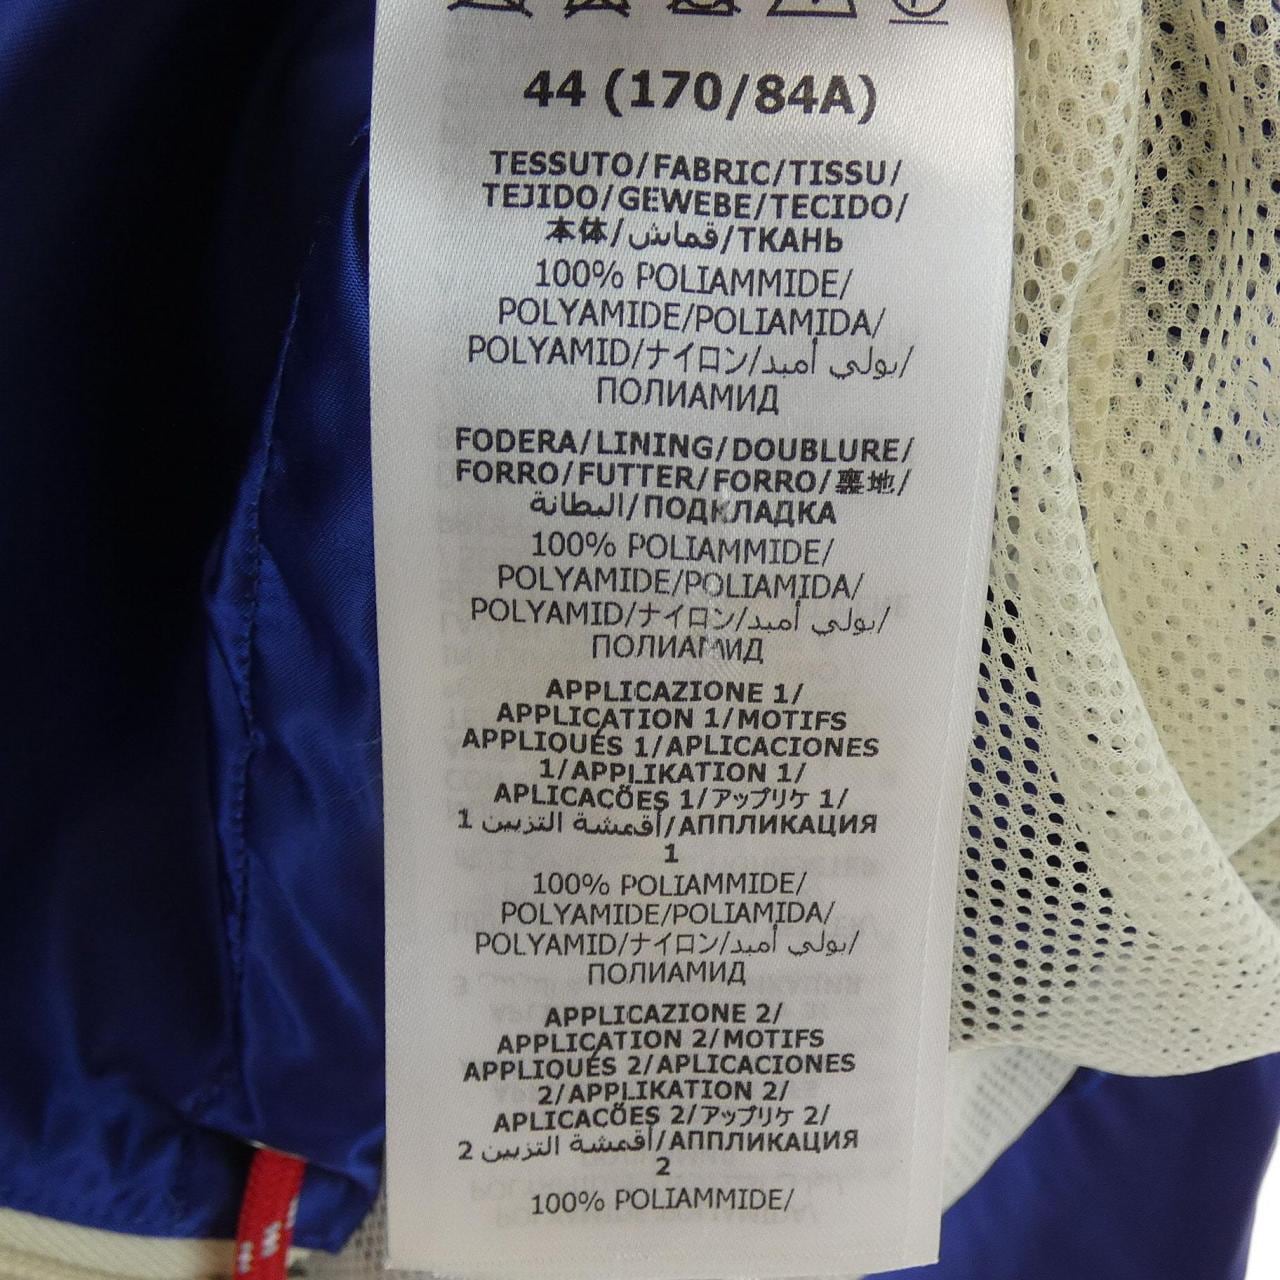 44 (170/84A)
TESSUTO/FABRIC/TISSU/
TEJIDO/GEWEBE/TECIDO/
本体/قماش/ТКАНЬ
100% POLIAMMIDE/
POLYAMIDE/POLIAMIDA/
POLYAMID/ナイロン/بولي أميد/
ПОЛИАМИД
FODERA/LINING/DOUBLURE/
FORRO/FUTTER/FORRO/裏地/
البطانة/ПОДКЛАДКА
100% POLIAMMIDE/
POLYAMIDE/POLIAMIDA/
POLYAMID/ナイロン/بولي أميد/
ПОЛИАМИД
APPLICAZIONE 1/
APPLICATION 1/MOTIFS
APPLIQUÉS 1/APLICACIONES
1/APPLIKATION 1/
APLICACÕES 1/アップリケ 1/
أقمشة التزيين 1/АППЛИКАЦИЯ
1
100% POLIAMMIDE/
POLYAMIDE/POLIAMIDA/
POLYAMID/ナイロン/بولي أميد/
ПОЛИАМИД
APPLICAZIONE 2/
APPLICATION 2/MOTIFS
APPLIQUÉS 2/APLICACIONES
2/APPLIKATION 2/
APLICACÕES 2/アップリケ 2/
أقمشة التزيين 2/АППЛИКАЦИЯ
2
100% POLIAMMIDE/